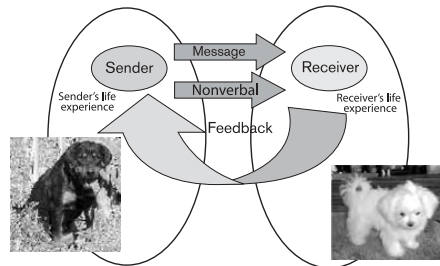 Message
Sender
Receiver
Nonverbal
Sender's life
experience
Receiver's life
experience
Feedback